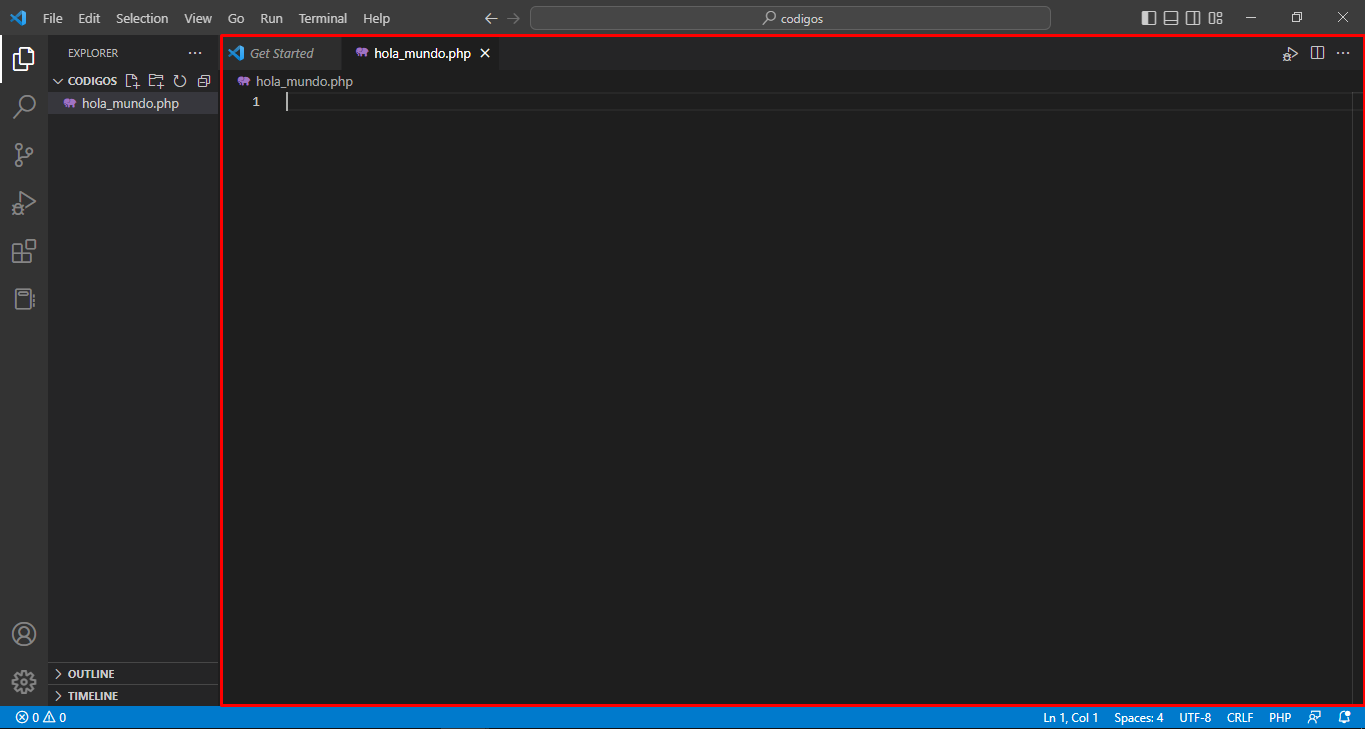 File Edit Selection View Go Run Terminal Help codigos
EXPLORER
Get Started hola_mundo.php
CODIGOS
hola_mundo.php
hola_mundo.php
1
OUTLINE
TIMELINE
0 0 Ln 1, Col 1 Spaces: 4 UTF-8 CRLF PHP